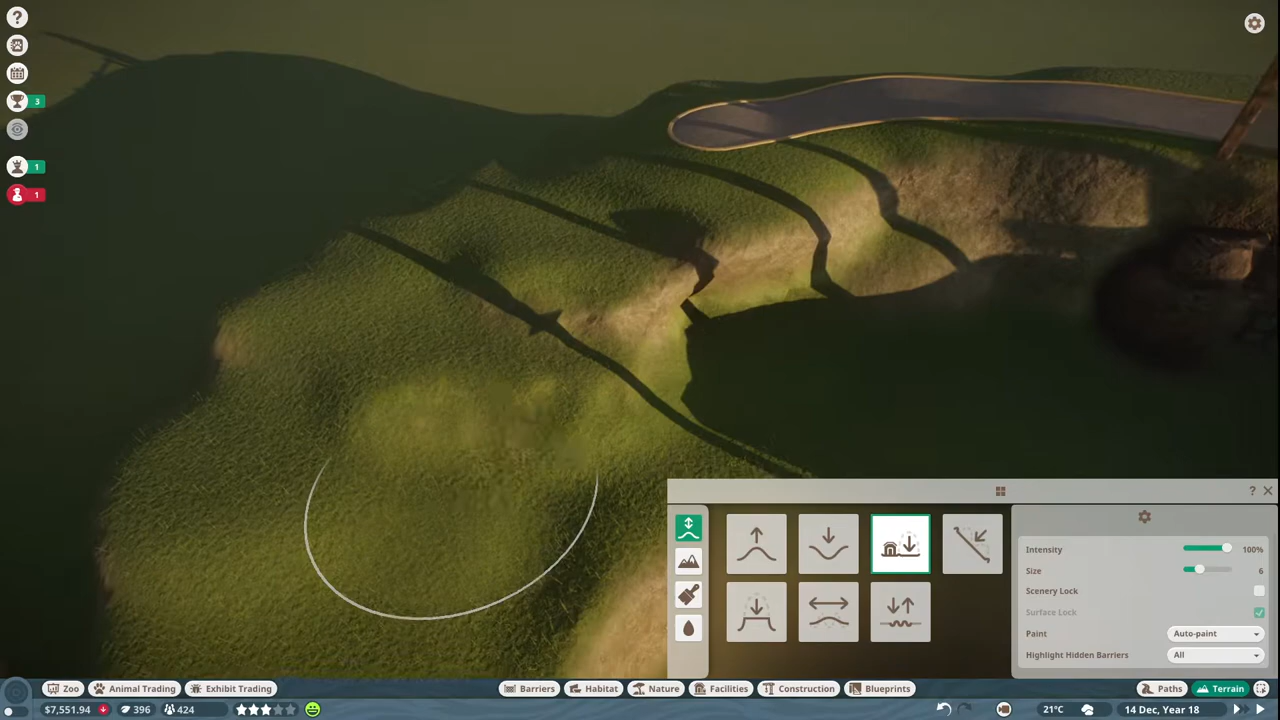 ?
3
1
1
?
Intensity 100%
Size 6
Scenery Lock
Surface Lock
Paint Auto-paint
Highlight Hidden Barriers All
Zoo Animal Trading Exhibit Trading Barriers Habitat Nature Facilities Construction Blueprints Paths Terrain
$7,551.94 396 424 21°C 14 Dec, Year 18